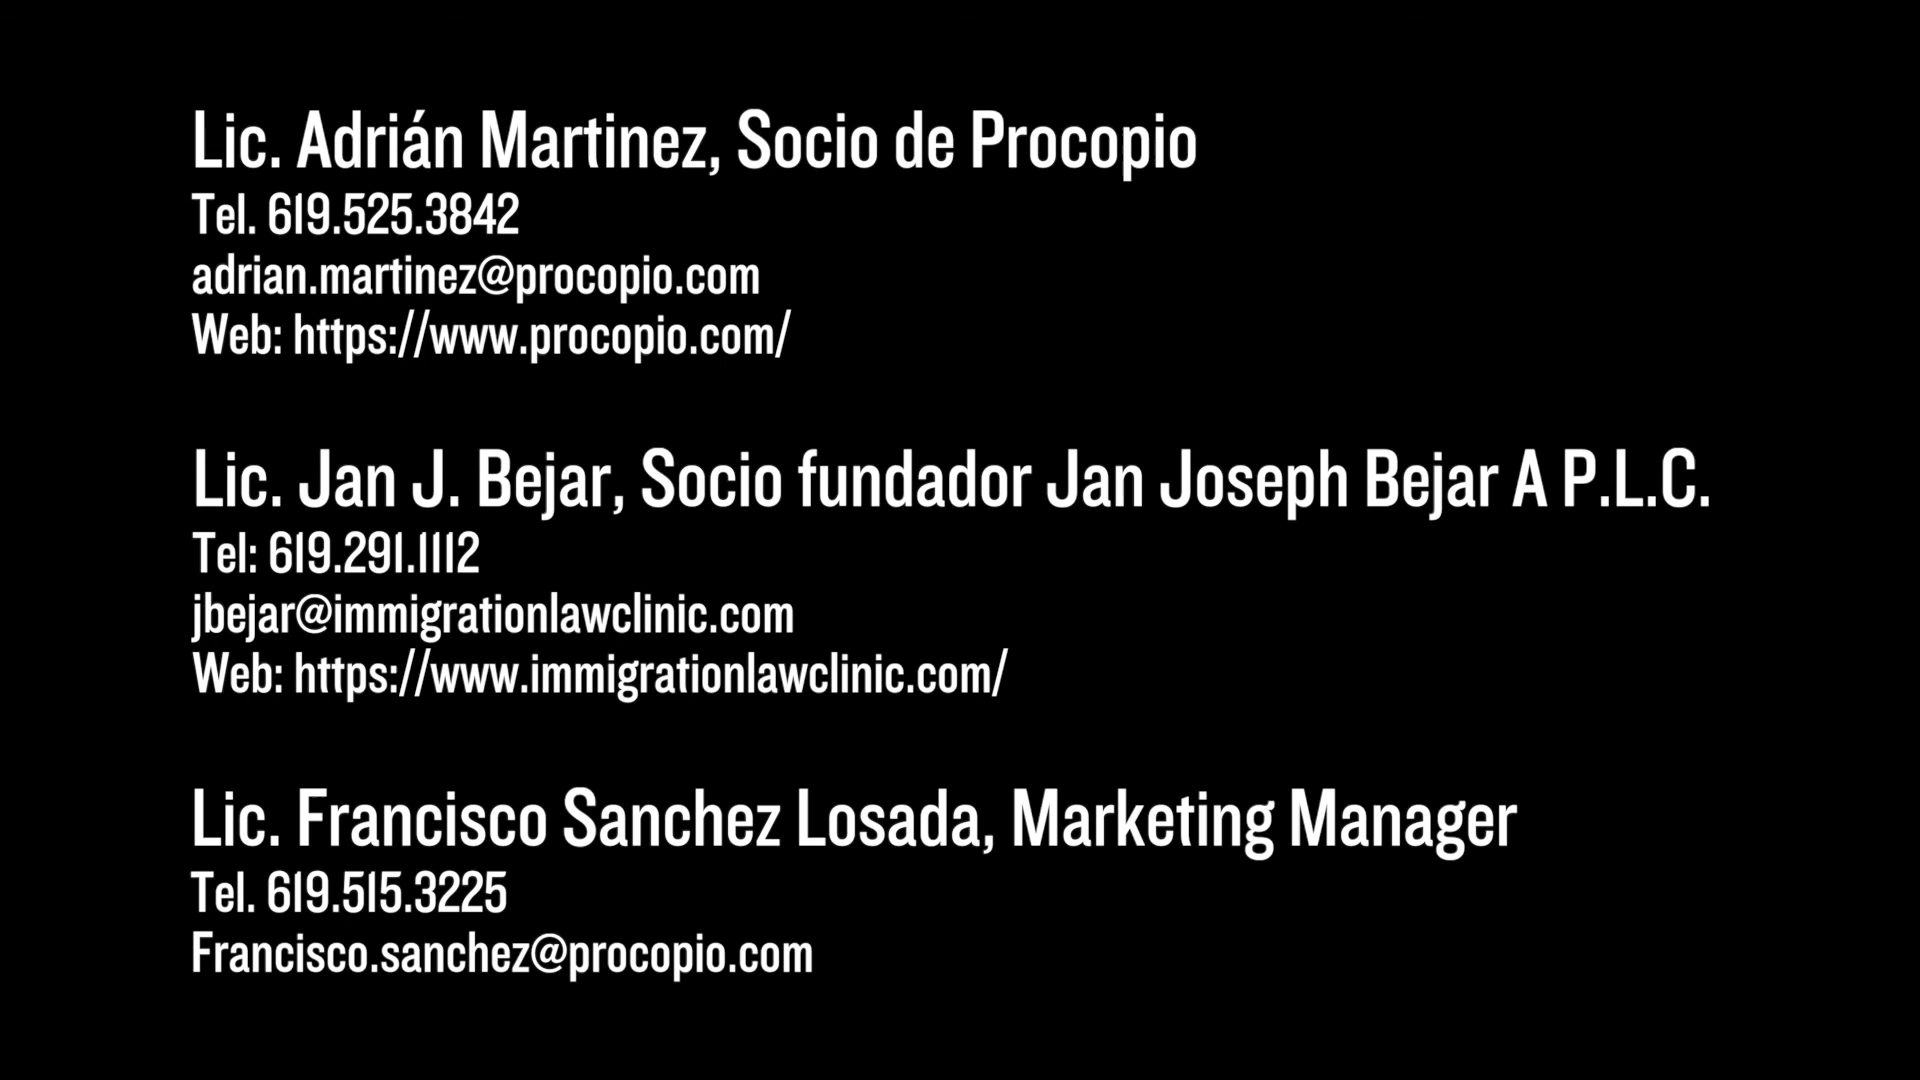 Lic. Adrián Martinez, Socio de Procopio
Tel. 619.525.3842
adrian.martinez@procopio.com
Web: https://www.procopio.com/
Lic. Jan J. Bejar, Socio fundador Jan Joseph Bejar A P.L.C.
Tel: 619.291.1112
jbejar@immigrationlawclinic.com
Web: https://www.immigrationlawclinic.com/
Lic. Francisco Sanchez Losada, Marketing Manager
Tel. 619.515.3225
Francisco.sanchez@procopio.com